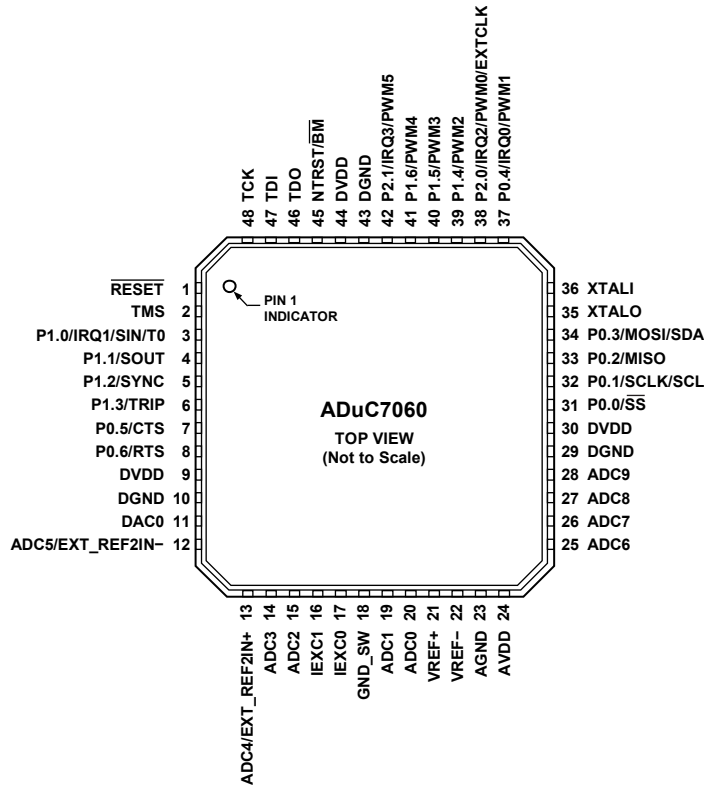 48 TCK
47 TDI
46 TDO
45 NTRST/B̅M̅
44 DVDD
43 DGND
42 P2.1/IRQ3/PWM5
41 P1.6/PWM4
40 P1.5/PWM3
39 P1.4/PWM2
38 P2.0/IRQ2/PWM0/EXTCLK
37 P0.4/IRQ0/PWM1
R̅E̅S̅E̅T̅ 1
TMS 2
P1.0/IRQ1/SIN/T0 3
P1.1/SOUT 4
P1.2/SYNC 5
P1.3/TRIP 6
P0.5/CTS 7
P0.6/RTS 8
DVDD 9
DGND 10
DAC0 11
ADC5/EXT_REF2IN− 12
PIN 1
INDICATOR
ADuC7060
TOP VIEW
(Not to Scale)
36 XTALI
35 XTALO
34 P0.3/MOSI/SDA
33 P0.2/MISO
32 P0.1/SCLK/SCL
31 P0.0/S̅S̅
30 DVDD
29 DGND
28 ADC9
27 ADC8
26 ADC7
25 ADC6
ADC4/EXT_REF2IN+ 13
ADC3 14
ADC2 15
IEXC1 16
IEXC0 17
GND_SW 18
ADC1 19
ADC0 20
VREF+ 21
VREF− 22
AGND 23
AVDD 24